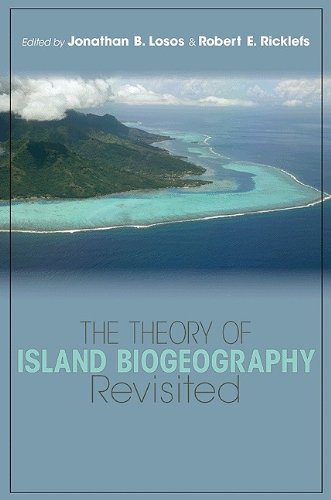 Edited by Jonathan B. Losos & Robert E. Ricklefs
THE THEORY OF
ISLAND BIOGEOGRAPHY
Revisited